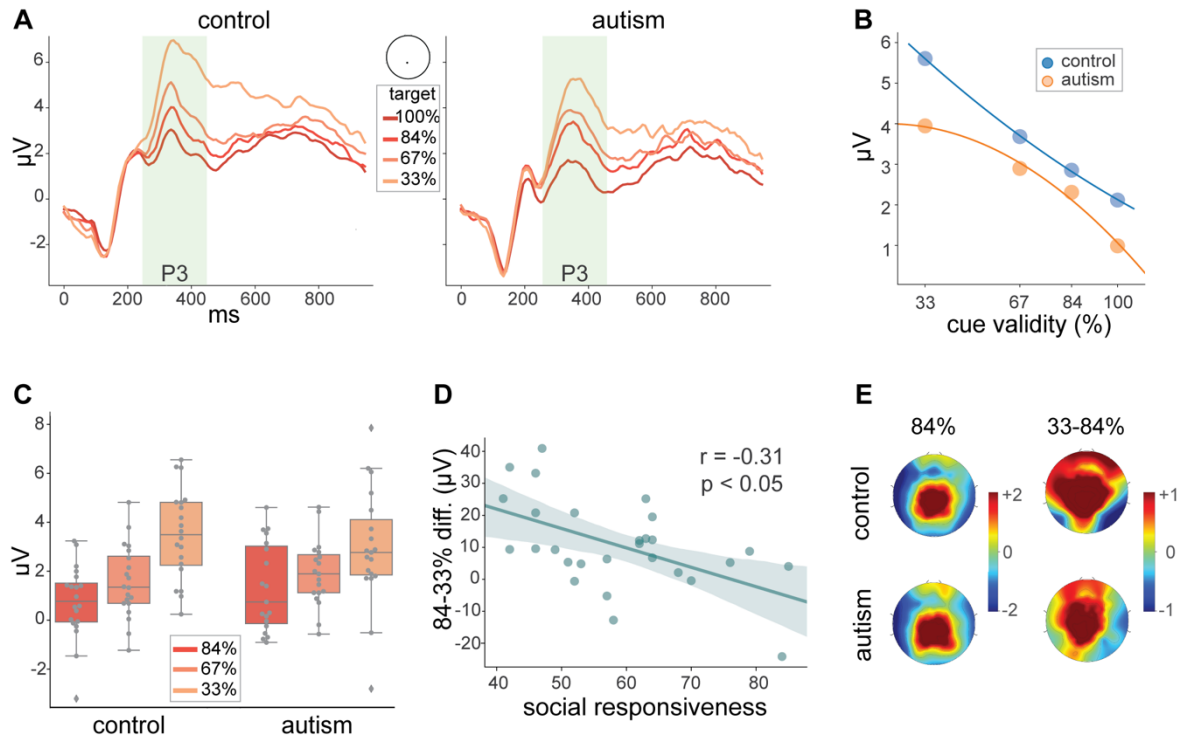 A
control
autism
µV
6
4
2
0
-2
P3
0 200 400 600 800
ms
target
100%
84%
67%
33%
P3
0 200 400 600 800
B
control
autism
µV
6
5
4
3
2
1
33 67 84 100
cue validity (%)
C
µV
8
6
4
2
0
-2
84%
67%
33%
control autism
D
84-33% diff. (µV)
40
30
20
10
0
-10
-20
r = -0.31
p < 0.05
40 50 60 70 80
social responsiveness
E
84% 33-84%
control
autism
+2
0
-2
+1
0
-1